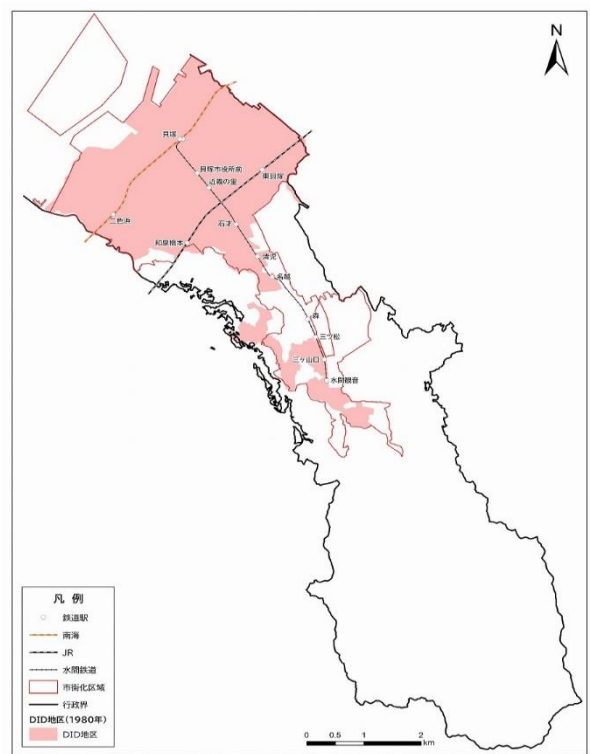 N
貝塚
貝塚市役所前
近義の里
東貝塚
二色浜
石才
和泉橋本
清児
名越
森
三ツ松
三ケ山口
水間観音
凡 例
鉄道駅
南海
JR
水間鉄道
市街化区域
行政界
DID地区(1980年)
DID地区
0 0.5 1 2
km